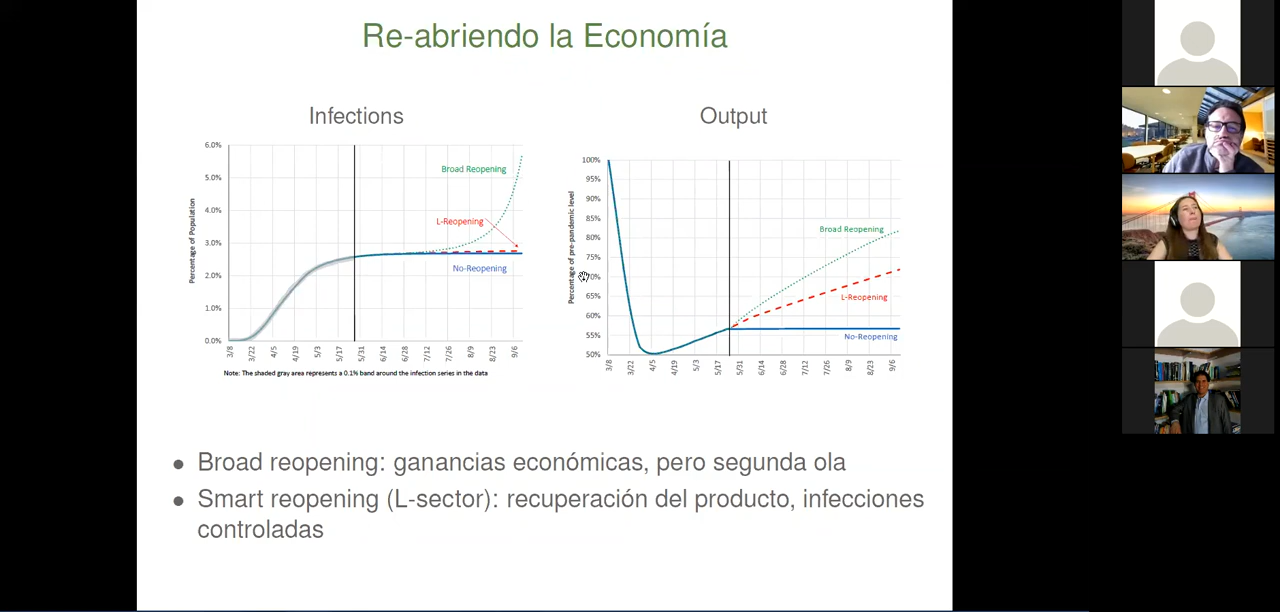 Re-abriendo la Economía
Infections
Percentage of Population
6.0%
5.0%
4.0%
3.0%
2.0%
1.0%
0.0%
Broad Reopening
L-Reopening
No-Reopening
3/8 3/22 4/5 4/19 5/3 5/17 5/31 6/14 6/28 7/12 7/26 8/9 8/23 9/6
Note: The shaded gray area represents a 0.1% band around the infection series in the data
Output
Percentage of pre-pandemic level
100%
95%
90%
85%
80%
75%
70%
65%
60%
55%
50%
Broad Reopening
L-Reopening
No-Reopening
3/8 3/22 4/5 4/19 5/3 5/17 5/31 6/14 6/28 7/12 7/26 8/9 8/23 9/6
• Broad reopening: ganancias económicas, pero segunda ola
• Smart reopening (L-sector): recuperación del producto, infecciones
controladas